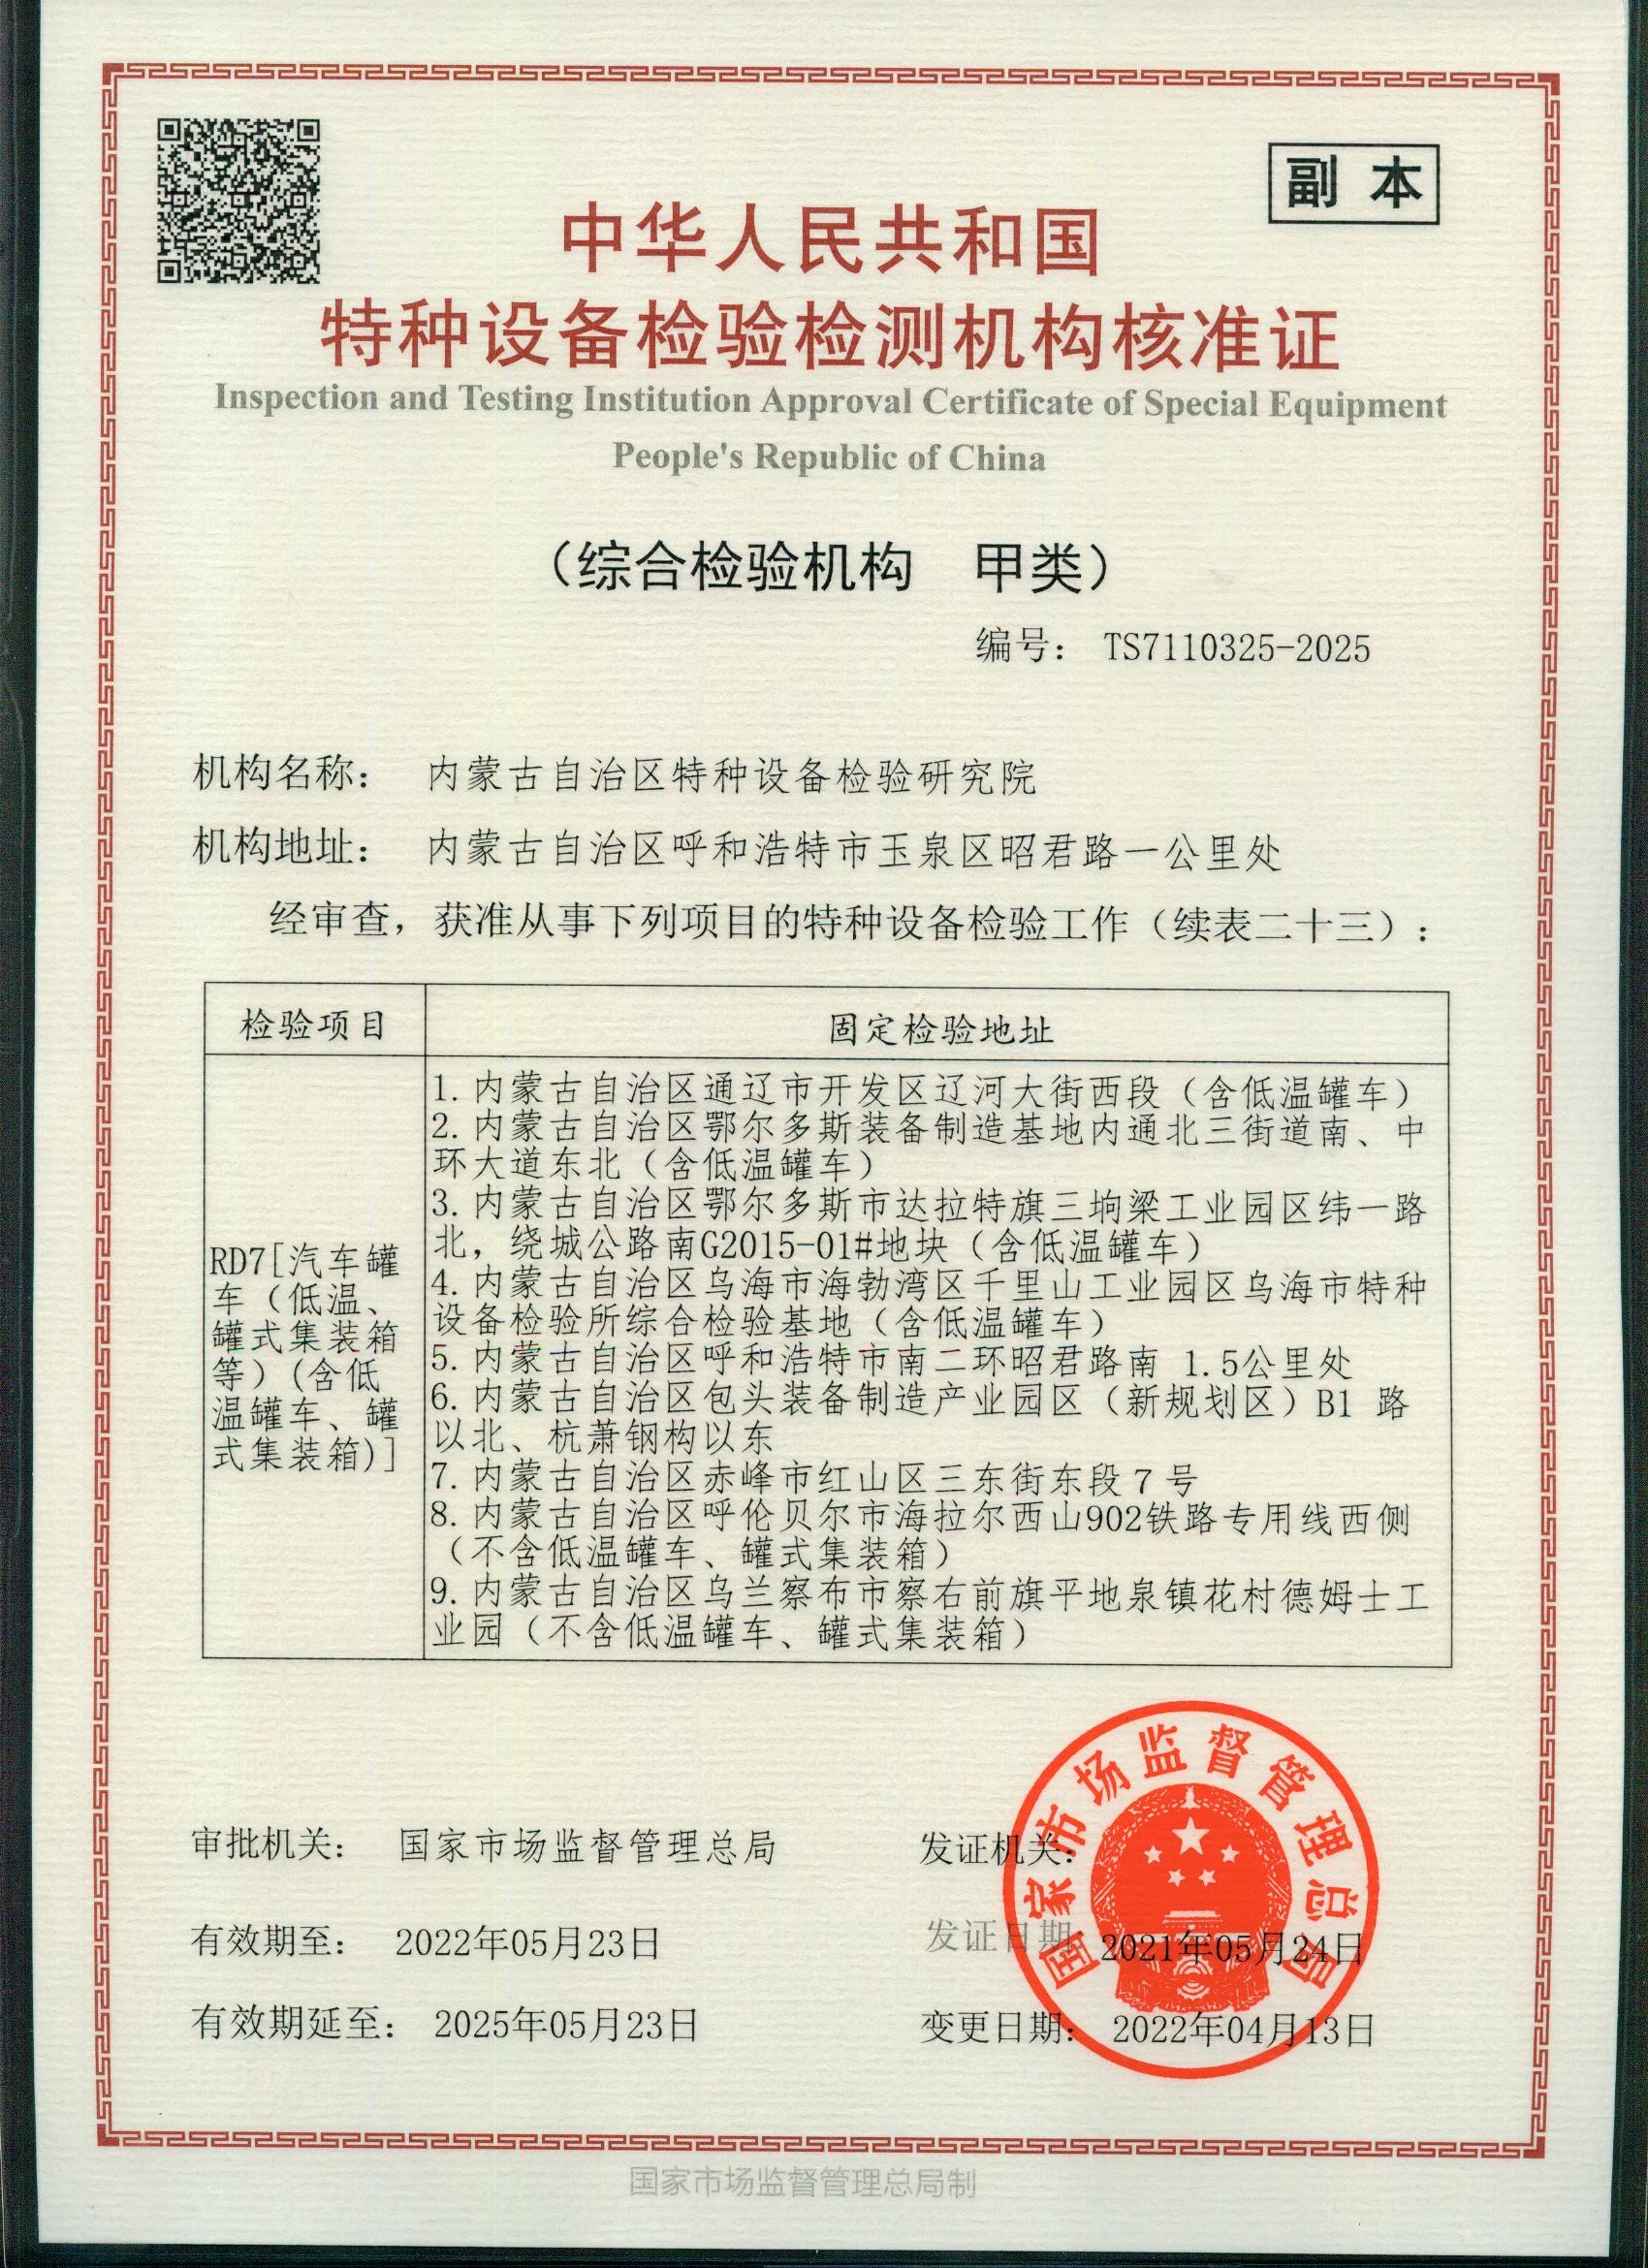 副 本
中华人民共和国
特种设备检验检测机构核准证
Inspection and Testing Institution Approval Certificate of Special Equipment
People's Republic of China
（综合检验机构 甲类）
编号： TS7110325-2025
机构名称： 内蒙古自治区特种设备检验研究院
机构地址： 内蒙古自治区呼和浩特市玉泉区昭君路一公里处
经审查，获准从事下列项目的特种设备检验工作（续表二十三）：
检验项目 固定检验地址
RD7[汽车罐
车（低温、
罐式集装箱
等）(含低
温罐车、罐
式集装箱)]
1. 内蒙古自治区通辽市开发区辽河大街西段（含低温罐车）
2. 内蒙古自治区鄂尔多斯装备制造基地内通北三街道南、中
环大道东北（含低温罐车）
3. 内蒙古自治区鄂尔多斯市达拉特旗三垧梁工业园区纬一路
北，绕城公路南G2015-01#地块（含低温罐车）
4. 内蒙古自治区乌海市海勃湾区千里山工业园区乌海市特种
设备检验所综合检验基地（含低温罐车）
5. 内蒙古自治区呼和浩特市南二环昭君路南 1.5公里处
6. 内蒙古自治区包头装备制造产业园区（新规划区）B1 路
以北、杭萧钢构以东
7. 内蒙古自治区赤峰市红山区三东街东段 7 号
8. 内蒙古自治区呼伦贝尔市海拉尔西山902铁路专用线西侧
（不含低温罐车、罐式集装箱）
9. 内蒙古自治区乌兰察布市察右前旗平地泉镇花村德姆士工
业园（不含低温罐车、罐式集装箱）
审批机关： 国家市场监督管理总局
发证机关：
国家市场监督管理总局
有效期至： 2022年05月23日
发证日期 2021年05月24日
有效期延至： 2025年05月23日
变更日期： 2022年04月13日
国家市场监督管理总局制